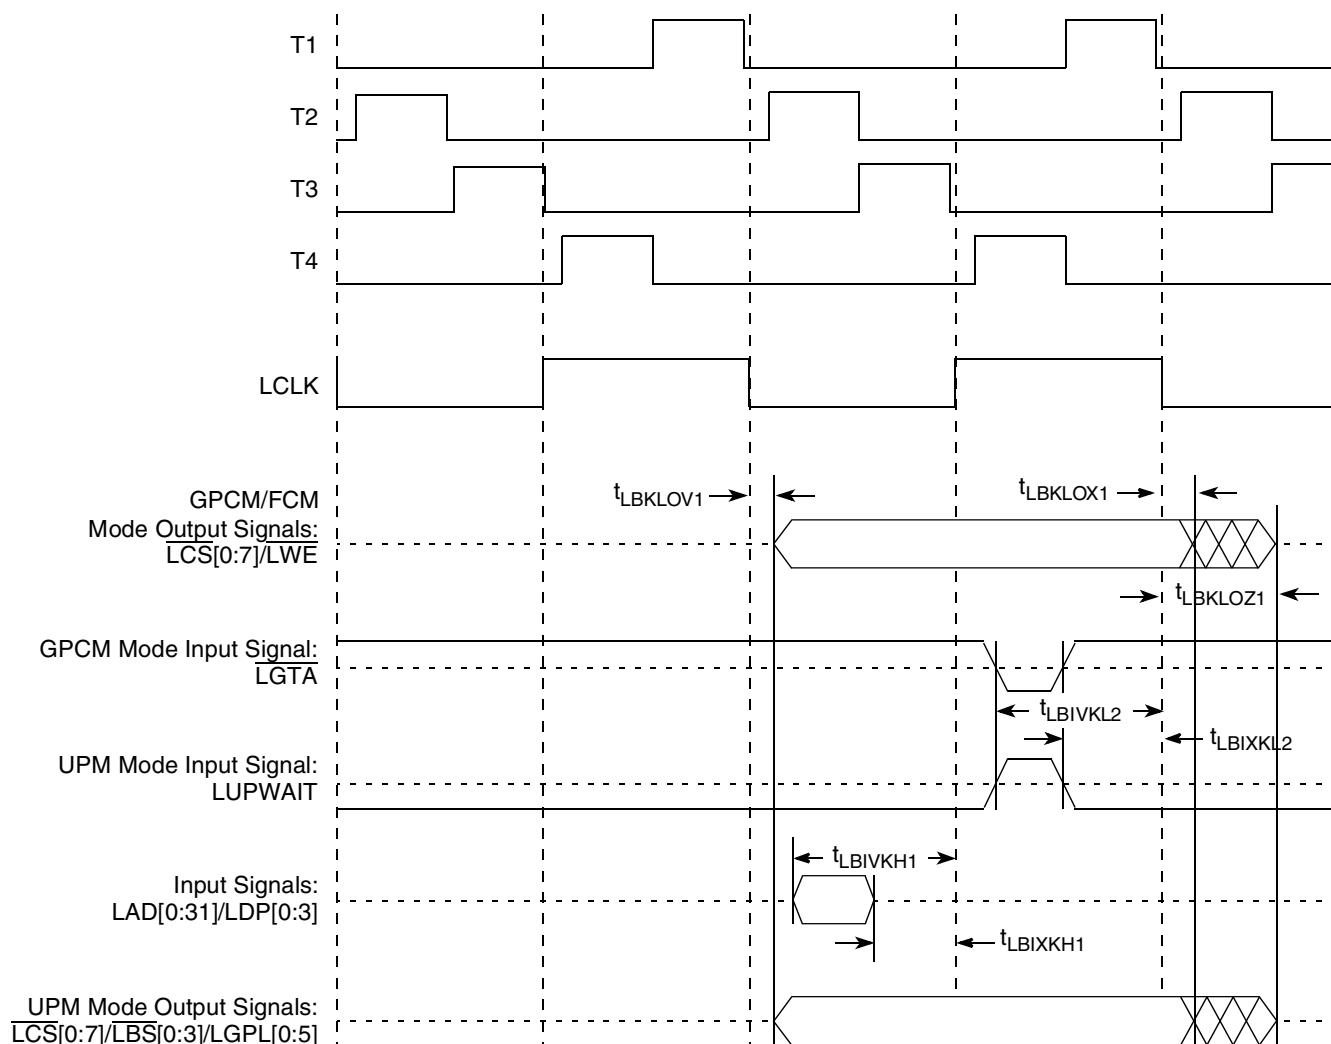 T1
T2
T3
T4
LCLK
GPCM/FCM
Mode Output Signals:
LCS[0:7]/LWE
tLBKLOV1
tLBKLOX1
tLBKLOZ1
GPCM Mode Input Signal:
LGTA
tLBIVKL2
tLBIXKL2
UPM Mode Input Signal:
LUPWAIT
tLBIVKH1
Input Signals:
LAD[0:31]/LDP[0:3]
tLBIXKH1
UPM Mode Output Signals:
LCS[0:7]/LBS[0:3]/LGPL[0:5]